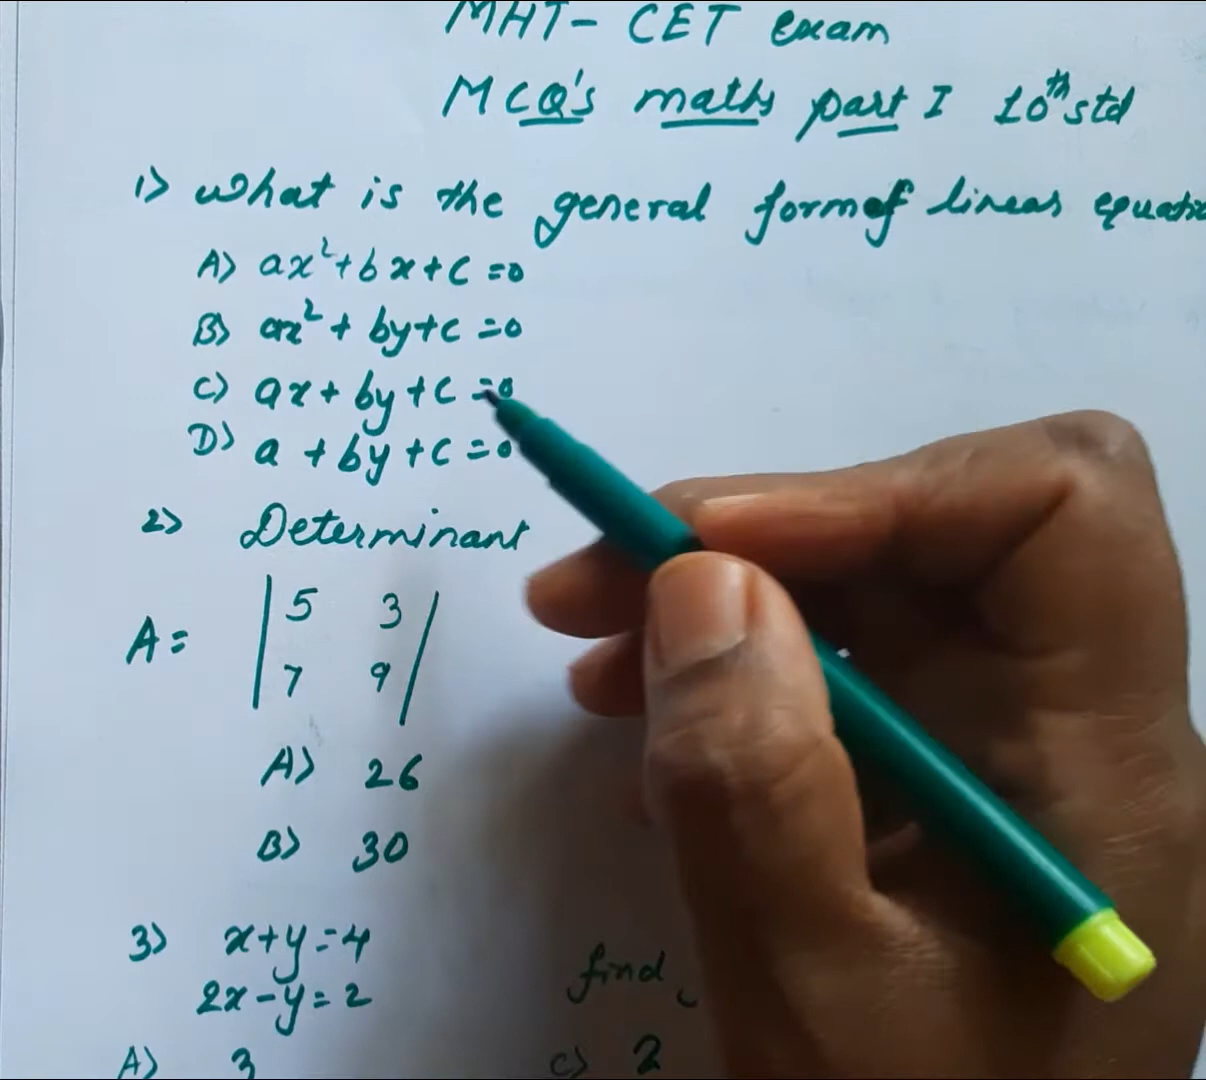 MHT- CET exam
MCQ's maths part I 10th std
1) what is the general form of linear equatio
A) ax²+bx+c=0
B) ax²+by+c=0
C) ax+by+c=0
D) a+by+c=0
2) Determinant
A= | 5 3 |
| 7 9 |
A) 26
B) 30
3) x+y=4
2x-y=2
find
A) 3 C) 2